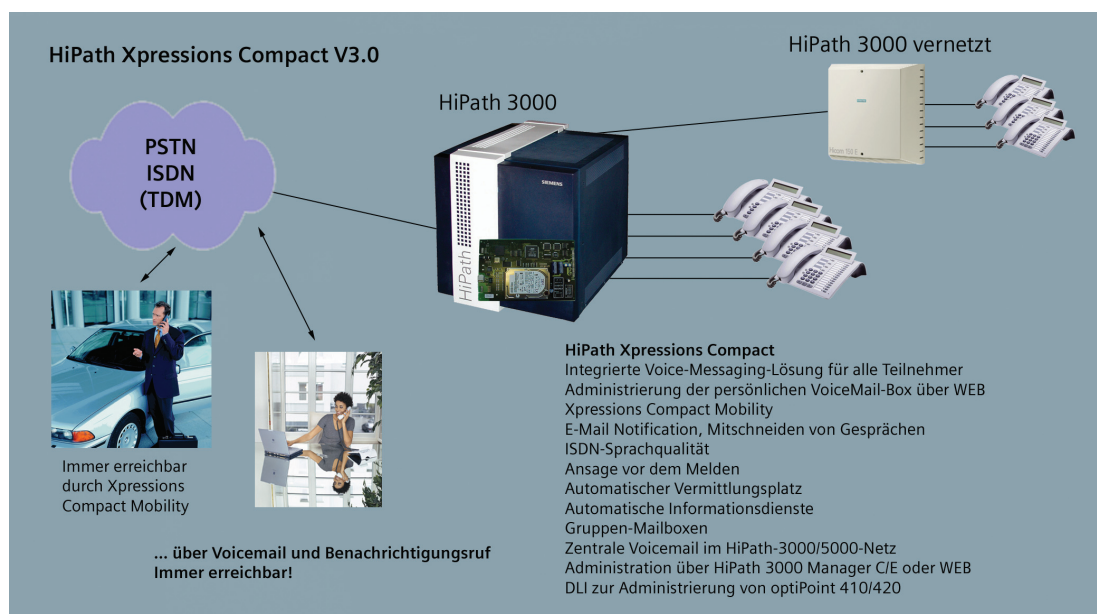 HiPath Xpressions Compact V3.0
HiPath 3000 vernetzt
HiPath 3000
PSTN
ISDN
(TDM)
SIEMENS
HiPath
Hicom 150 E
Immer erreichbar
durch Xpressions
Compact Mobility
... über Voicemail und Benachrichtigungsruf
Immer erreichbar!
HiPath Xpressions Compact
Integrierte Voice-Messaging-Lösung für alle Teilnehmer
Administrierung der persönlichen VoiceMail-Box über WEB
Xpressions Compact Mobility
E-Mail Notification, Mitschneiden von Gesprächen
ISDN-Sprachqualität
Ansage vor dem Melden
Automatischer Vermittlungsplatz
Automatische Informationsdienste
Gruppen-Mailboxen
Zentrale Voicemail im HiPath-3000/5000-Netz
Administration über HiPath 3000 Manager C/E oder WEB
DLI zur Administrierung von optiPoint 410/420